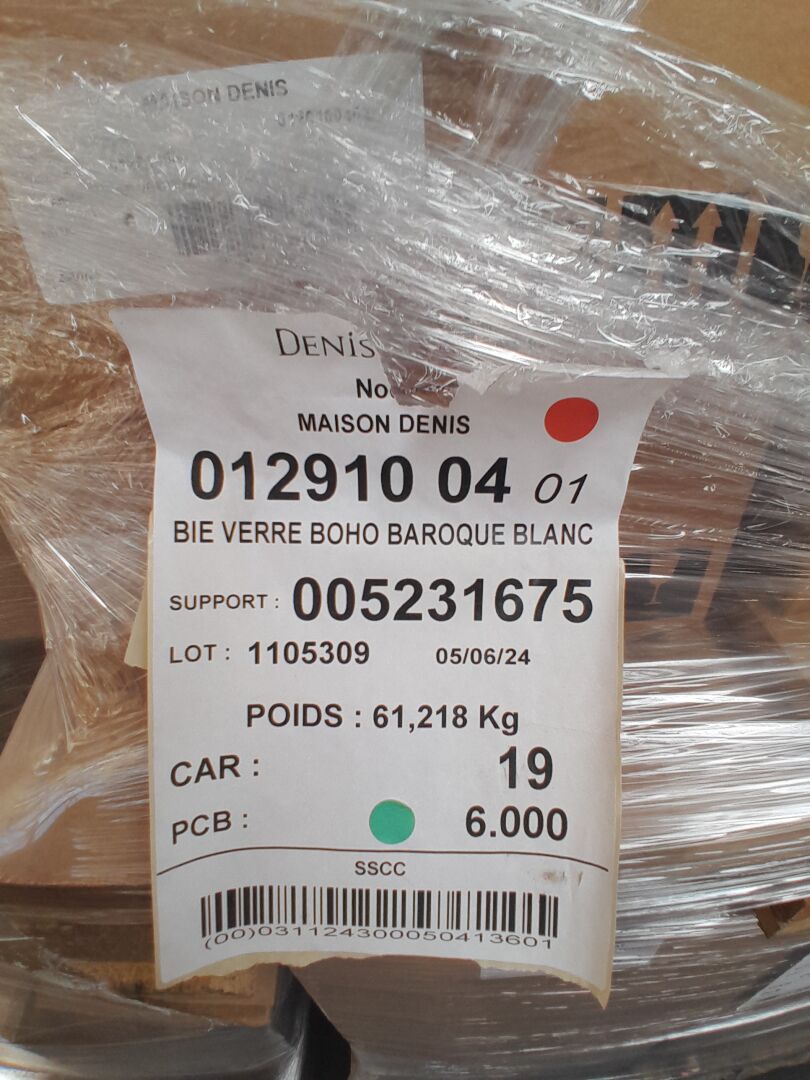 MAISON DENIS
DENiS
MAISON DENIS
012910 04 01
BIE VERRE BOHO BAROQUE BLANC
SUPPORT : 005231675
LOT : 1105309 05/06/24
POIDS : 61,218 Kg
CAR : 19
PCB : 6.000
SSCC
(00)031124300050413601